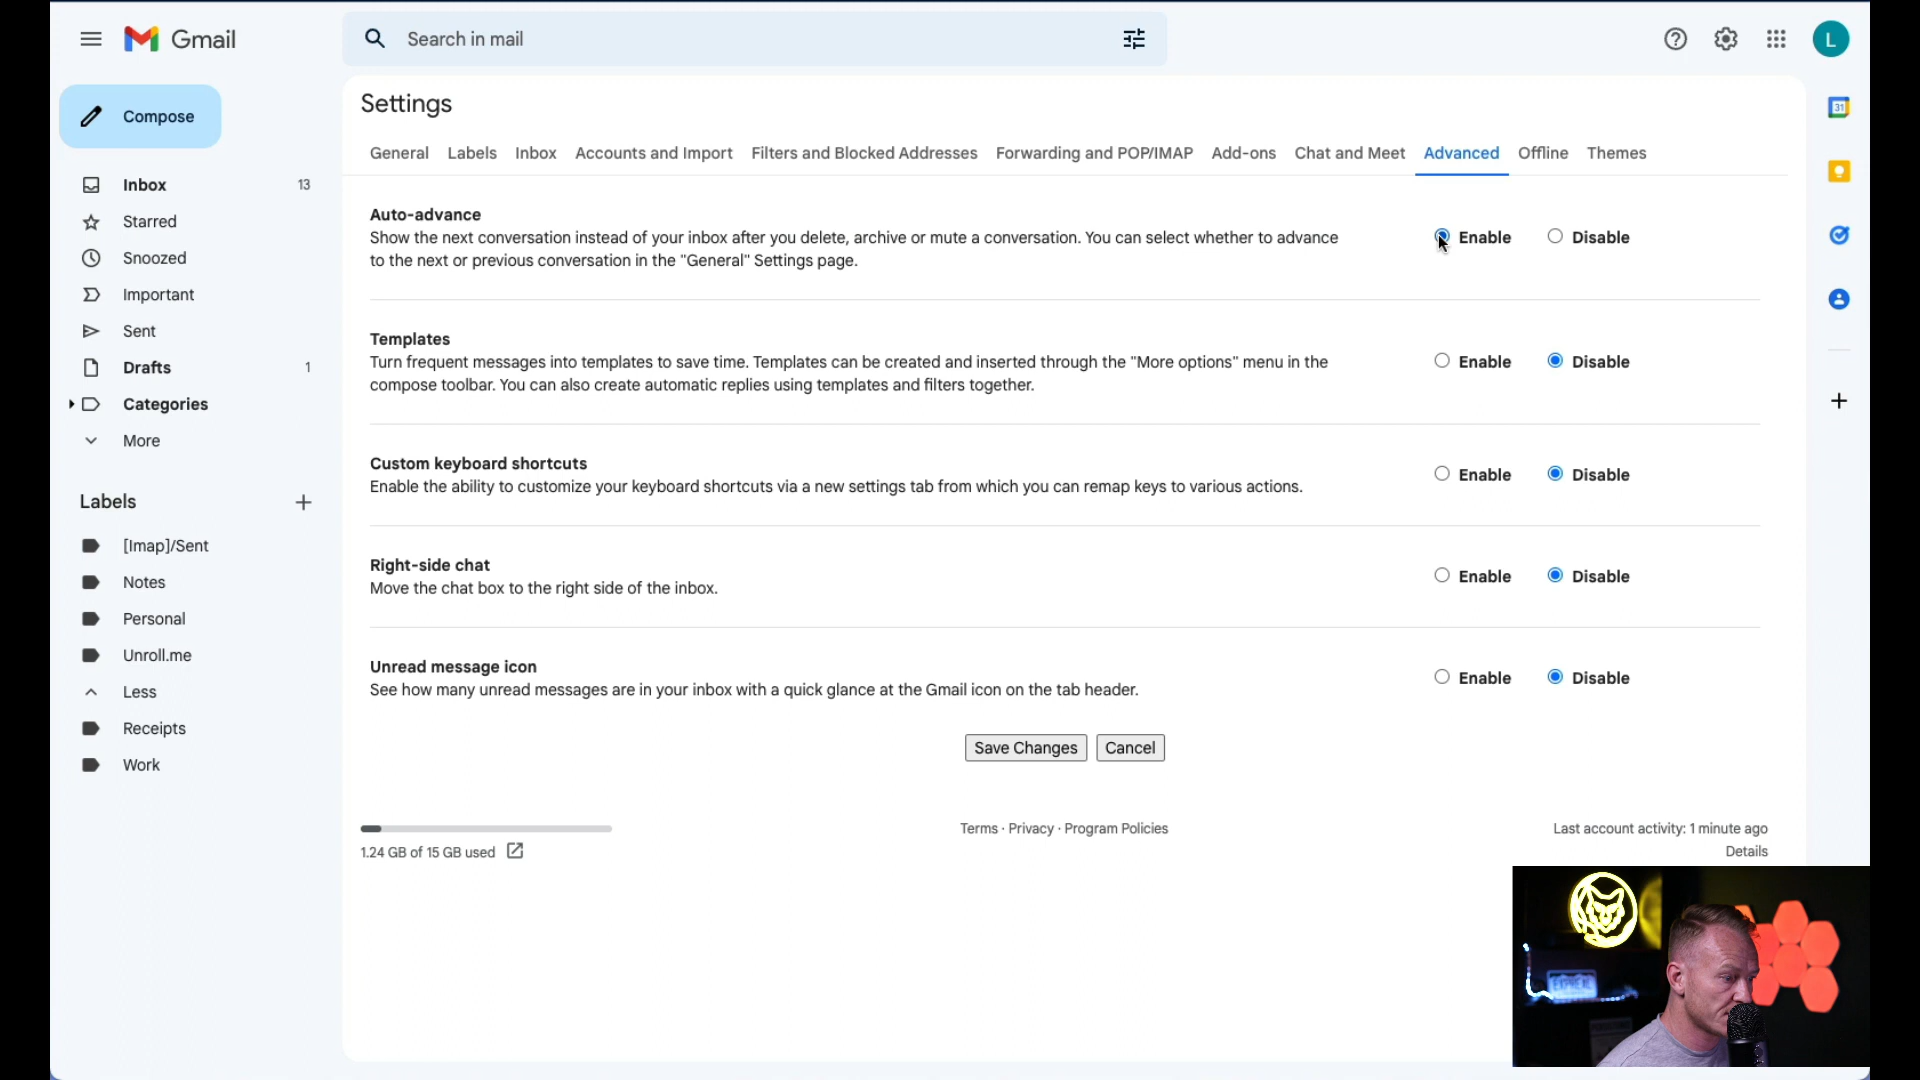 Gmail
Search in mail
L
Compose
Inbox 13
Starred
Snoozed
Important
Sent
Drafts 1
Categories
More
Labels
[Imap]/Sent
Notes
Personal
Unroll.me
Less
Receipts
Work
Settings
General Labels Inbox Accounts and Import Filters and Blocked Addresses Forwarding and POP/IMAP Add-ons Chat and Meet Advanced Offline Themes
Auto-advance
Show the next conversation instead of your inbox after you delete, archive or mute a conversation. You can select whether to advance
to the next or previous conversation in the "General" Settings page.
Enable Disable
Templates
Turn frequent messages into templates to save time. Templates can be created and inserted through the "More options" menu in the
compose toolbar. You can also create automatic replies using templates and filters together.
Enable Disable
Custom keyboard shortcuts
Enable the ability to customize your keyboard shortcuts via a new settings tab from which you can remap keys to various actions.
Enable Disable
Right-side chat
Move the chat box to the right side of the inbox.
Enable Disable
Unread message icon
See how many unread messages are in your inbox with a quick glance at the Gmail icon on the tab header.
Enable Disable
Save Changes Cancel
1.24 GB of 15 GB used
Terms · Privacy · Program Policies
Last account activity: 1 minute ago
Details
31